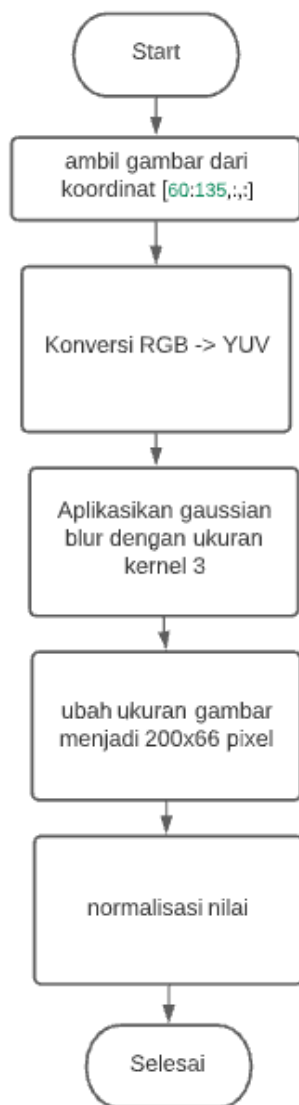 Start
ambil gambar dari
koordinat [60:135,:,:]
Konversi RGB -> YUV
Aplikasikan gaussian
blur dengan ukuran
kernel 3
ubah ukuran gambar
menjadi 200x66 pixel
normalisasi nilai
Selesai